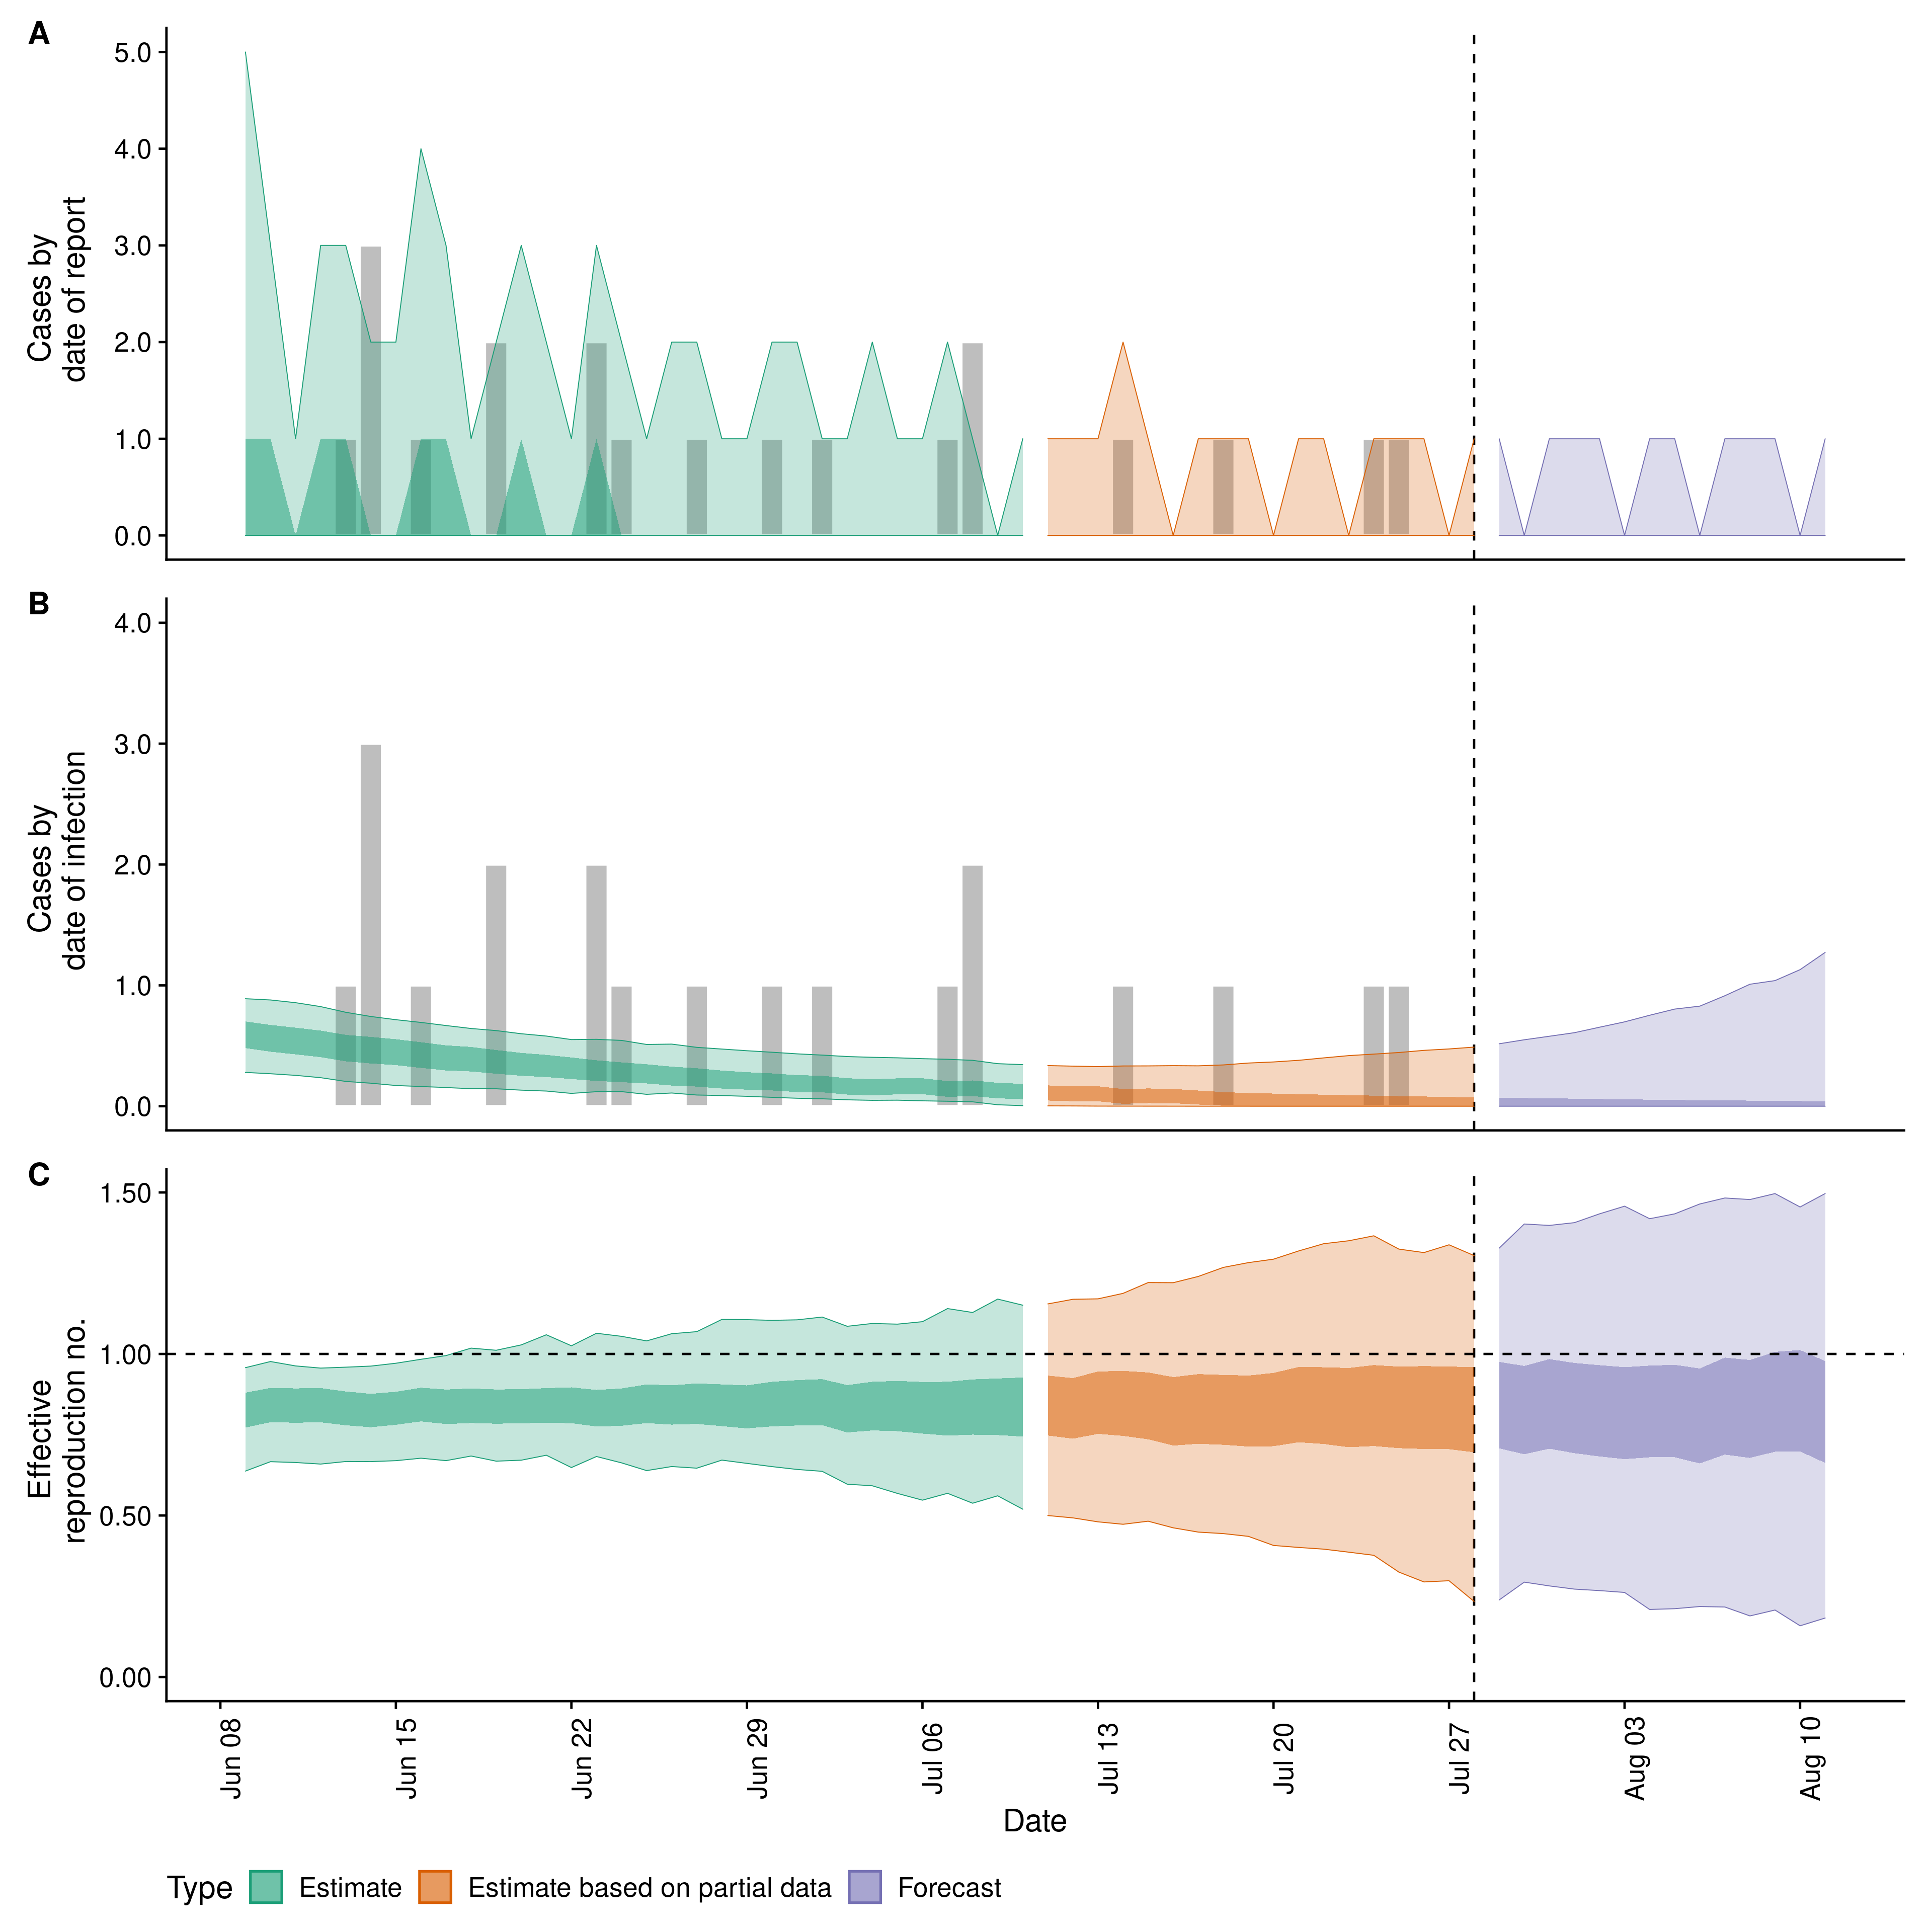 A
5.0
4.0
3.0
2.0
1.0
0.0
Cases by
date of report
B
4.0
3.0
2.0
1.0
0.0
Cases by
date of infection
C
1.50
1.00
0.50
0.00
Effective
reproduction no.
Jun 08
Jun 15
Jun 22
Jun 29
Jul 06
Jul 13
Jul 20
Jul 27
Aug 03
Aug 10
Date
Type Estimate Estimate based on partial data Forecast